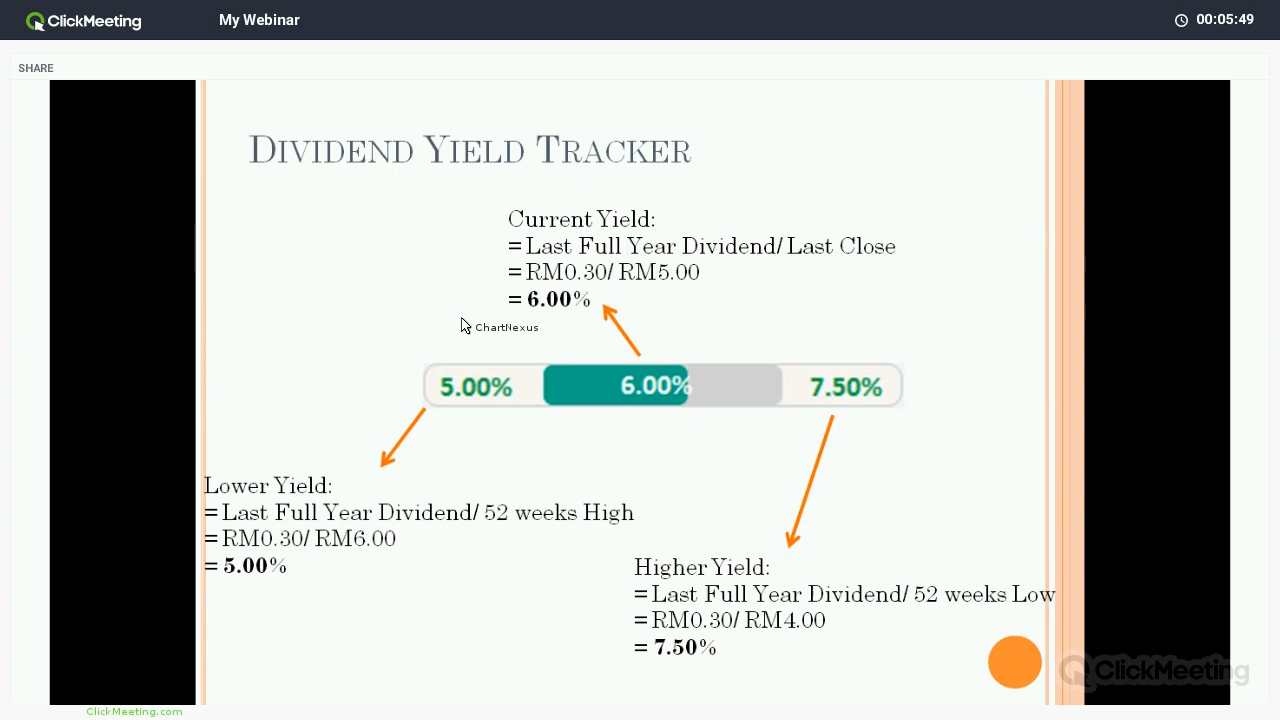 ClickMeeting
My Webinar
00:05:49
SHARE
DIVIDEND YIELD TRACKER
Current Yield:
= Last Full Year Dividend/ Last Close
= RM0.30/ RM5.00
= 6.00%
ChartNexus
5.00%
6.00%
7.50%
Lower Yield:
= Last Full Year Dividend/ 52 weeks High
= RM0.30/ RM6.00
= 5.00%
Higher Yield:
= Last Full Year Dividend/ 52 weeks Low
= RM0.30/ RM4.00
= 7.50%
ClickMeeting
ClickMeeting.com